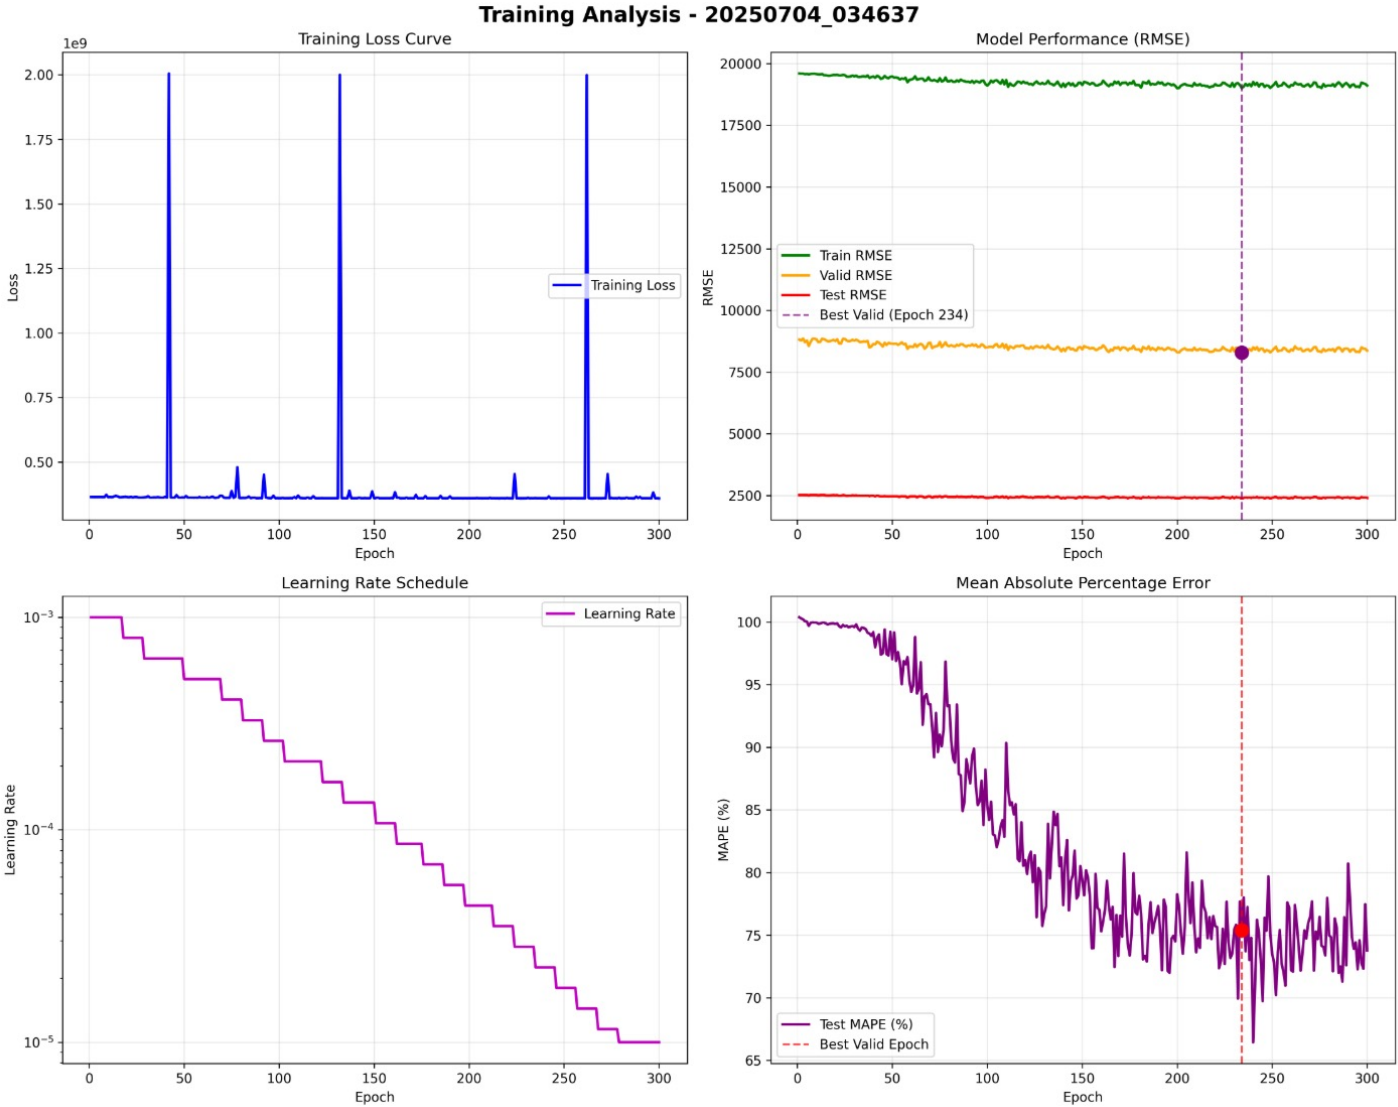 Training Analysis - 20250704_034637
Training Loss Curve
1e9
2.00
1.75
1.50
1.25
1.00
0.75
0.50
Loss
Training Loss
0 50 100 150 200 250 300
Epoch
Model Performance (RMSE)
20000
17500
15000
12500
10000
7500
5000
2500
RMSE
Train RMSE
Valid RMSE
Test RMSE
Best Valid (Epoch 234)
0 50 100 150 200 250 300
Epoch
Learning Rate Schedule
10⁻³
10⁻⁴
10⁻⁵
Learning Rate
Learning Rate
0 50 100 150 200 250 300
Epoch
Mean Absolute Percentage Error
100
95
90
85
80
75
70
65
MAPE (%)
Test MAPE (%)
Best Valid Epoch
0 50 100 150 200 250 300
Epoch